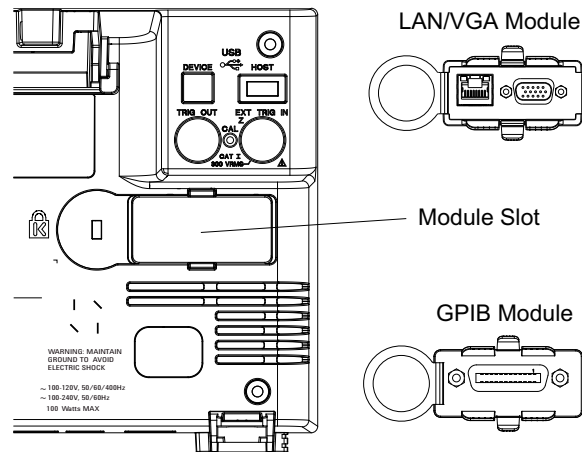 LAN/VGA Module
USB
DEVICE HOST
TRIG OUT EXT TRIG IN
Z
CAL
CAT I
300 VRMS
Module Slot
K
GPIB Module
WARNING: MAINTAIN
GROUND TO AVOID
ELECTRIC SHOCK
~ 100-120V, 50/60/400Hz
~ 100-240V, 50/60Hz
100 Watts MAX